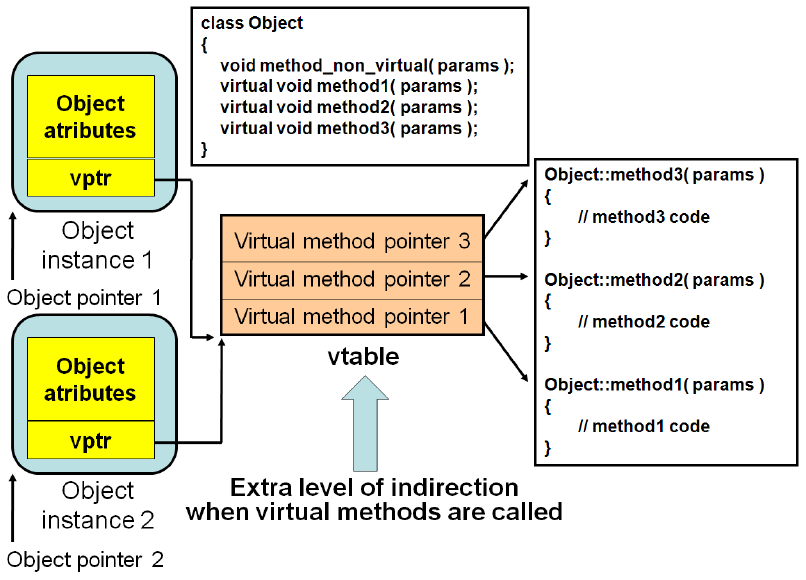 class Object
{
void method_non_virtual( params );
virtual void method1( params );
virtual void method2( params );
virtual void method3( params );
}
Object
atributes
vptr
Object
instance 1
Object pointer 1
Object
atributes
vptr
Object
instance 2
Object pointer 2
Virtual method pointer 3
Virtual method pointer 2
Virtual method pointer 1
vtable
Extra level of indirection
when virtual methods are called
Object::method3( params )
{
// method3 code
}
Object::method2( params )
{
// method2 code
}
Object::method1( params )
{
// method1 code
}